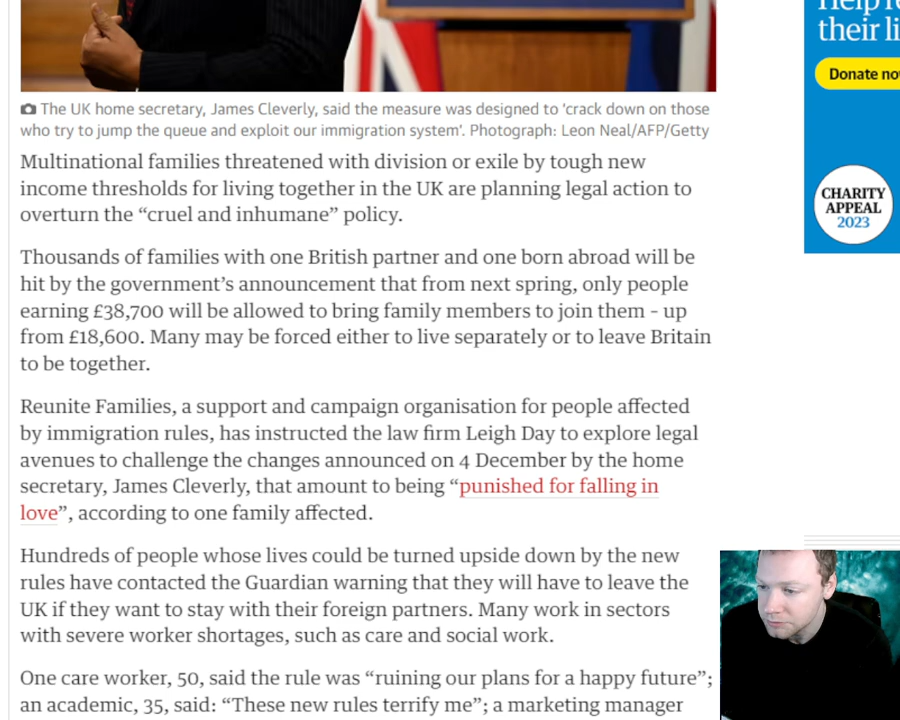 The UK home secretary, James Cleverly, said the measure was designed to ‘crack down on those
who try to jump the queue and exploit our immigration system’. Photograph: Leon Neal/AFP/Getty
Multinational families threatened with division or exile by tough new
income thresholds for living together in the UK are planning legal action to
overturn the “cruel and inhumane” policy.
Thousands of families with one British partner and one born abroad will be
hit by the government’s announcement that from next spring, only people
earning £38,700 will be allowed to bring family members to join them – up
from £18,600. Many may be forced either to live separately or to leave Britain
to be together.
Reunite Families, a support and campaign organisation for people affected
by immigration rules, has instructed the law firm Leigh Day to explore legal
avenues to challenge the changes announced on 4 December by the home
secretary, James Cleverly, that amount to being “punished for falling in
love”, according to one family affected.
Hundreds of people whose lives could be turned upside down by the new
rules have contacted the Guardian warning that they will have to leave the
UK if they want to stay with their foreign partners. Many work in sectors
with severe worker shortages, such as care and social work.
One care worker, 50, said the rule was “ruining our plans for a happy future”;
an academic, 35, said: “These new rules terrify me”; a marketing manager
their li
Donate no
CHARITY
APPEAL
2023